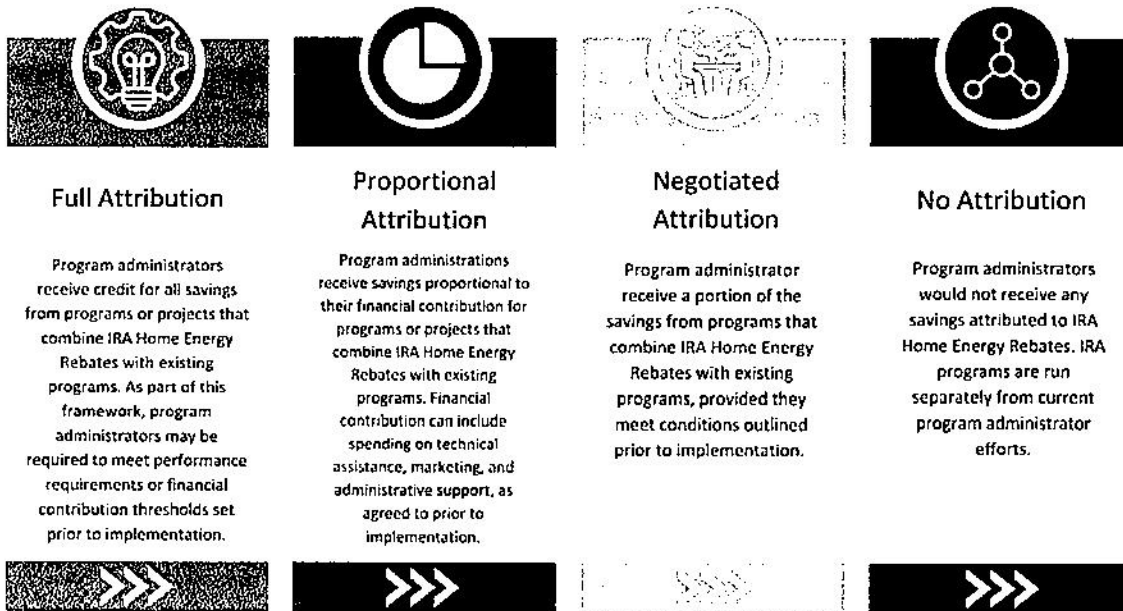 Full Attribution
Program administrators
receive credit for all savings
from programs or projects that
combine IRA Home Energy
Rebates with existing
programs. As part of this
framework, program
administrators may be
required to meet performance
requirements or financial
contribution thresholds set
prior to implementation.
Proportional
Attribution
Program administrations
receive savings proportional to
their financial contribution for
programs or projects that
combine IRA Home Energy
Rebates with existing
programs. Financial
contribution can include
spending on technical
assistance, marketing, and
administrative support, as
agreed to prior to
implementation.
Negotiated
Attribution
Program administrator
receive a portion of the
savings from programs that
combine IRA Home Energy
Rebates with existing
programs, provided they
meet conditions outlined
prior to implementation.
No Attribution
Program administrators
would not receive any
savings attributed to IRA
Home Energy Rebates. IRA
programs are run
separately from current
program administrator
efforts.